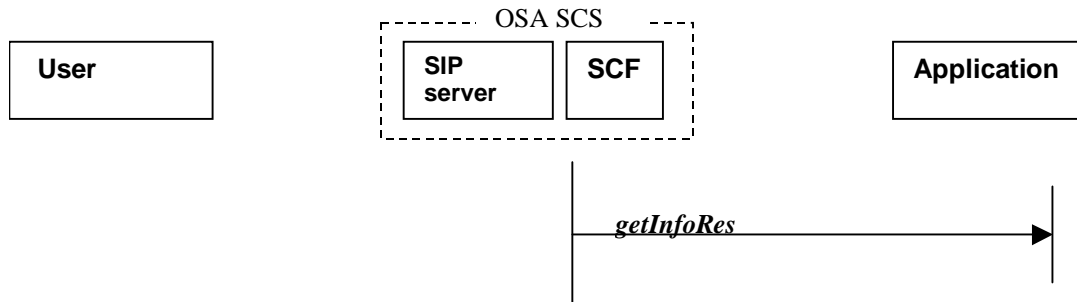 OSA SCS
User
SIP
server
SCF
Application
getInfoRes